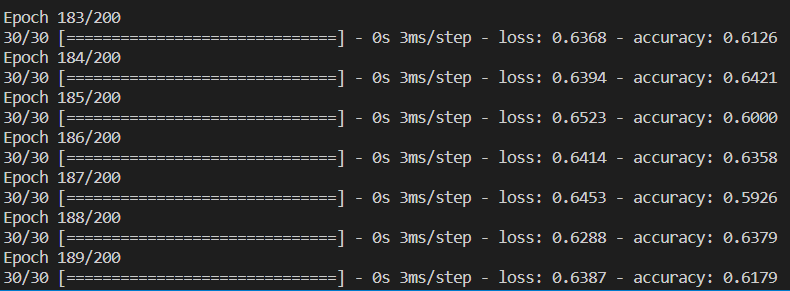 Epoch 183/200
30/30 [==============================] - 0s 3ms/step - loss: 0.6368 - accuracy: 0.6126
Epoch 184/200
30/30 [==============================] - 0s 3ms/step - loss: 0.6394 - accuracy: 0.6421
Epoch 185/200
30/30 [==============================] - 0s 3ms/step - loss: 0.6523 - accuracy: 0.6000
Epoch 186/200
30/30 [==============================] - 0s 3ms/step - loss: 0.6414 - accuracy: 0.6358
Epoch 187/200
30/30 [==============================] - 0s 3ms/step - loss: 0.6453 - accuracy: 0.5926
Epoch 188/200
30/30 [==============================] - 0s 3ms/step - loss: 0.6288 - accuracy: 0.6379
Epoch 189/200
30/30 [==============================] - 0s 3ms/step - loss: 0.6387 - accuracy: 0.6179